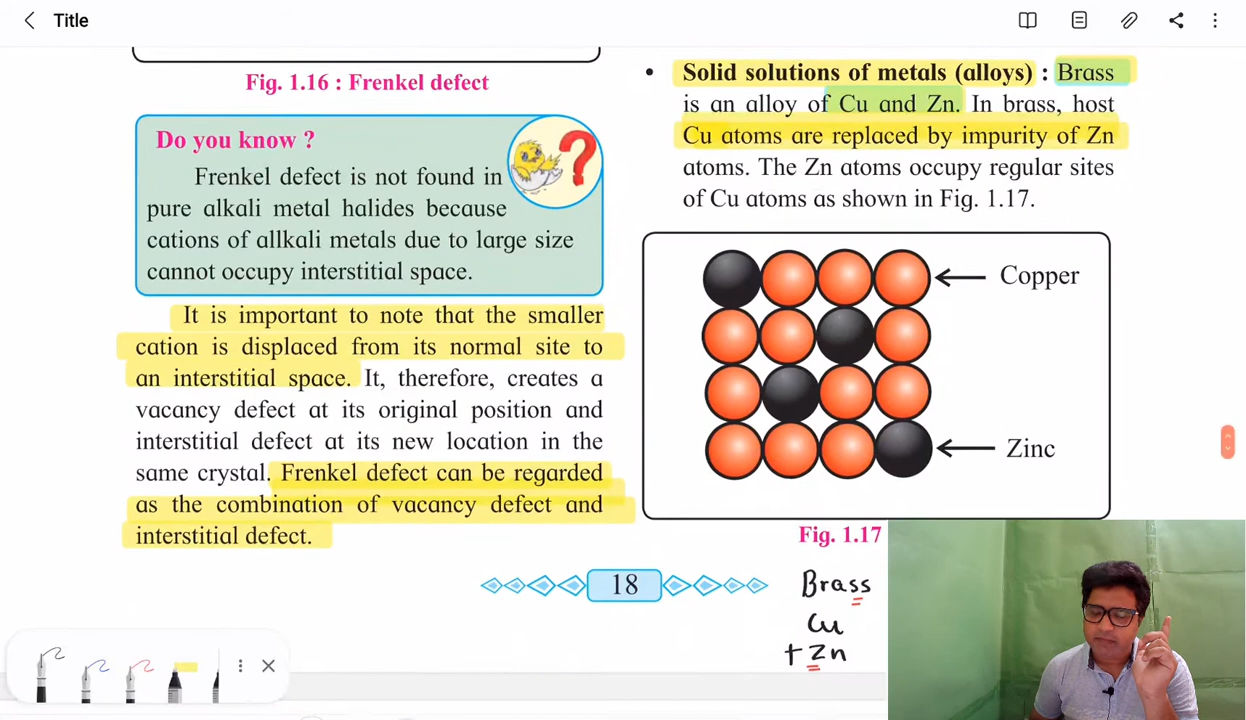 Title
Fig. 1.16 : Frenkel defect
Do you know ?
Frenkel defect is not found in
pure alkali metal halides because
cations of allkali metals due to large size
cannot occupy interstitial space.
It is important to note that the smaller
cation is displaced from its normal site to
an interstitial space. It, therefore, creates a
vacancy defect at its original position and
interstitial defect at its new location in the
same crystal. Frenkel defect can be regarded
as the combination of vacancy defect and
interstitial defect.
• Solid solutions of metals (alloys) : Brass
is an alloy of Cu and Zn. In brass, host
Cu atoms are replaced by impurity of Zn
atoms. The Zn atoms occupy regular sites
of Cu atoms as shown in Fig. 1.17.
Copper
Zinc
Fig. 1.17
18
Brass
Cu
+ Zn